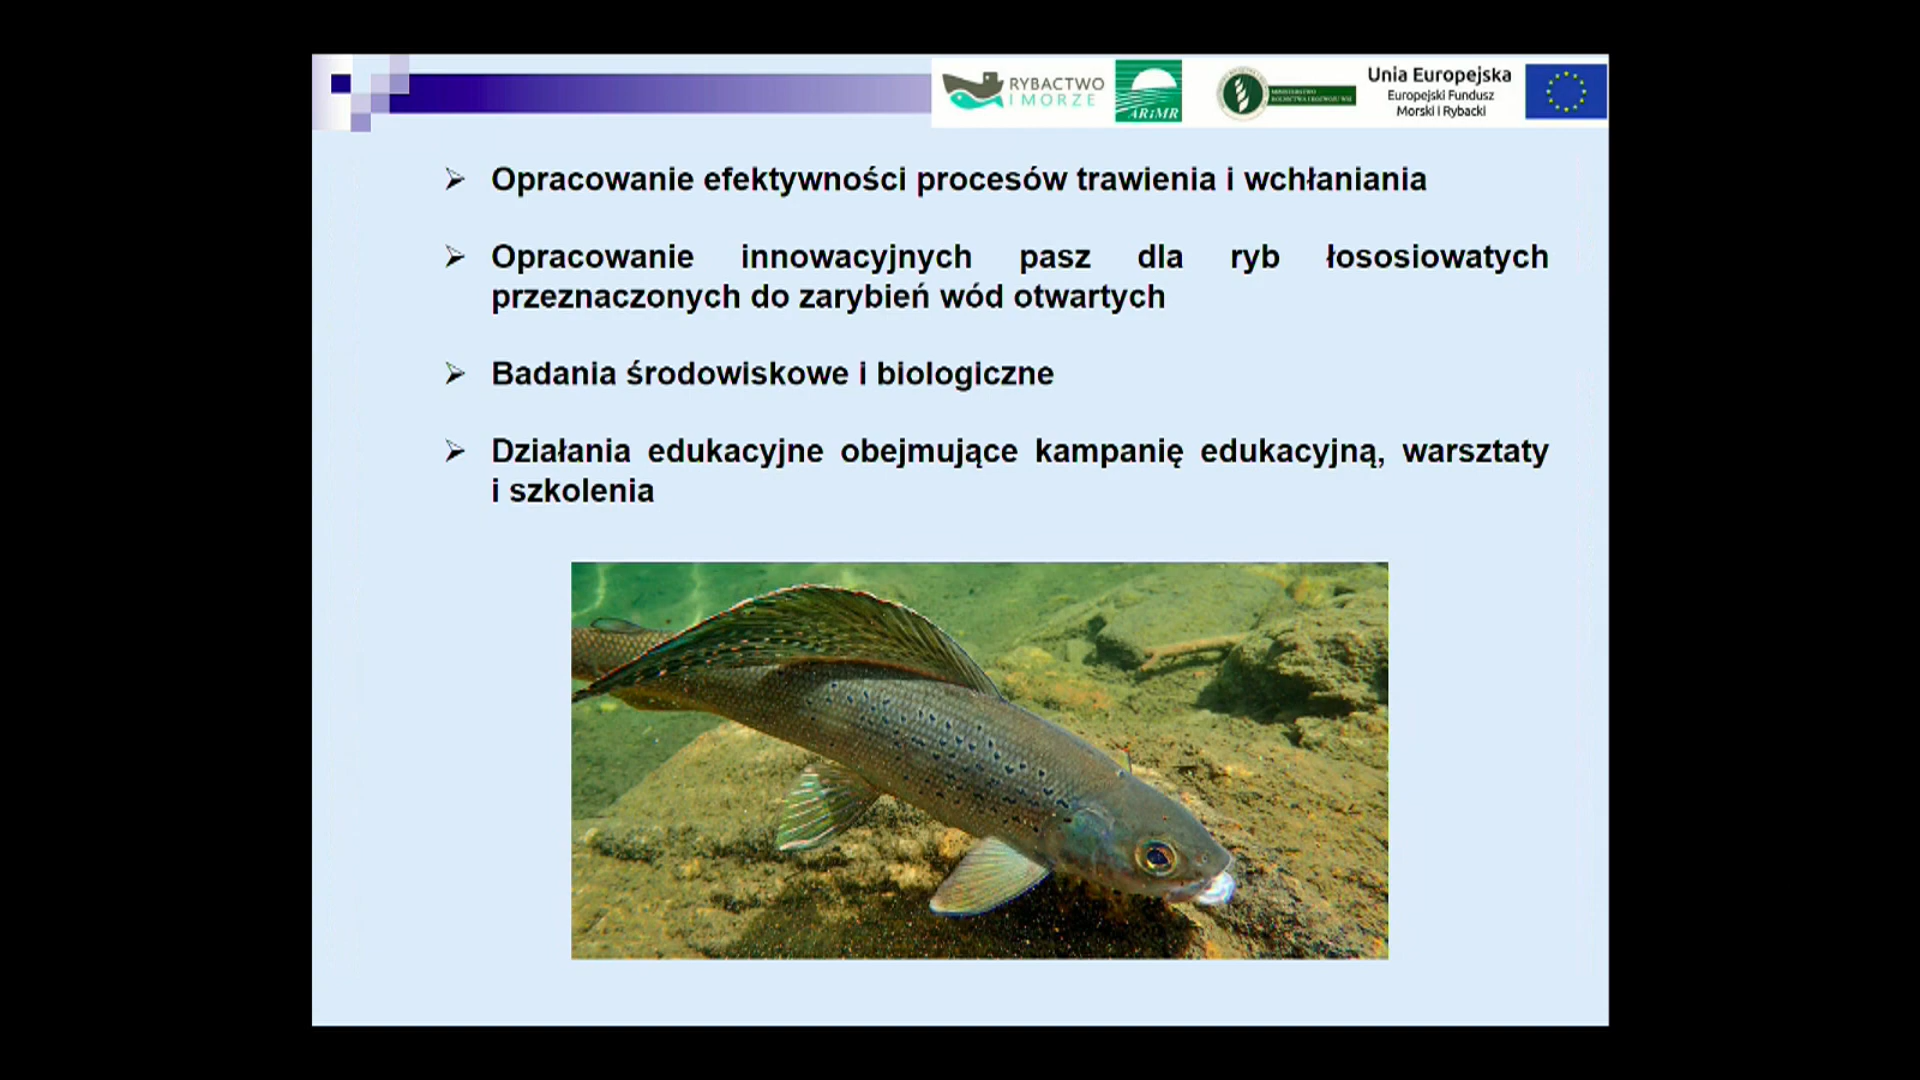 RYBACTWO
I MORZE
ARiMR
Unia Europejska
Europejski Fundusz
Morski i Rybacki
Opracowanie efektywności procesów trawienia i wchłaniania
Opracowanie innowacyjnych pasz dla ryb łososiowatych
przeznaczonych do zarybień wód otwartych
Badania środowiskowe i biologiczne
Działania edukacyjne obejmujące kampanię edukacyjną, warsztaty
i szkolenia